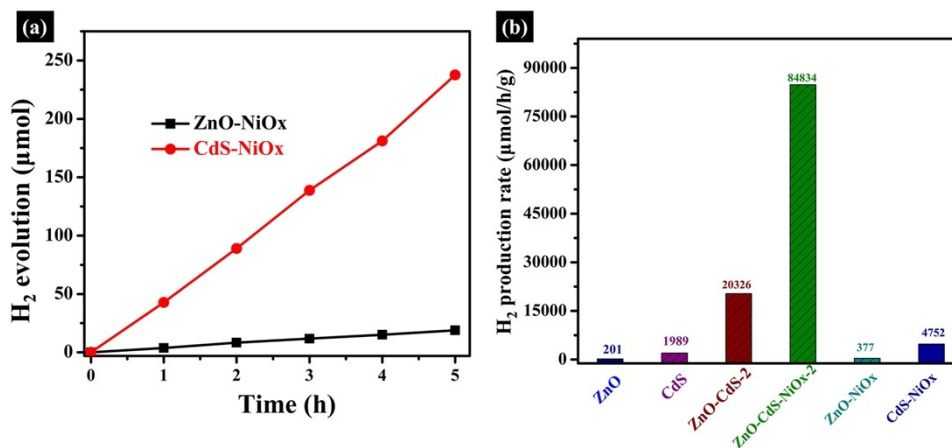 (a)
H2 evolution (μmol)
250
200
150
100
50
0
ZnO-NiOx
CdS-NiOx
0 1 2 3 4 5
Time (h)
(b)
H2 production rate (μmol/h/g)
90000
75000
60000
45000
30000
15000
0
201
1989
20326
84834
377
4752
ZnO
CdS
ZnO-CdS-2
ZnO-CdS-NiOx-2
ZnO-NiOx
CdS-NiOx